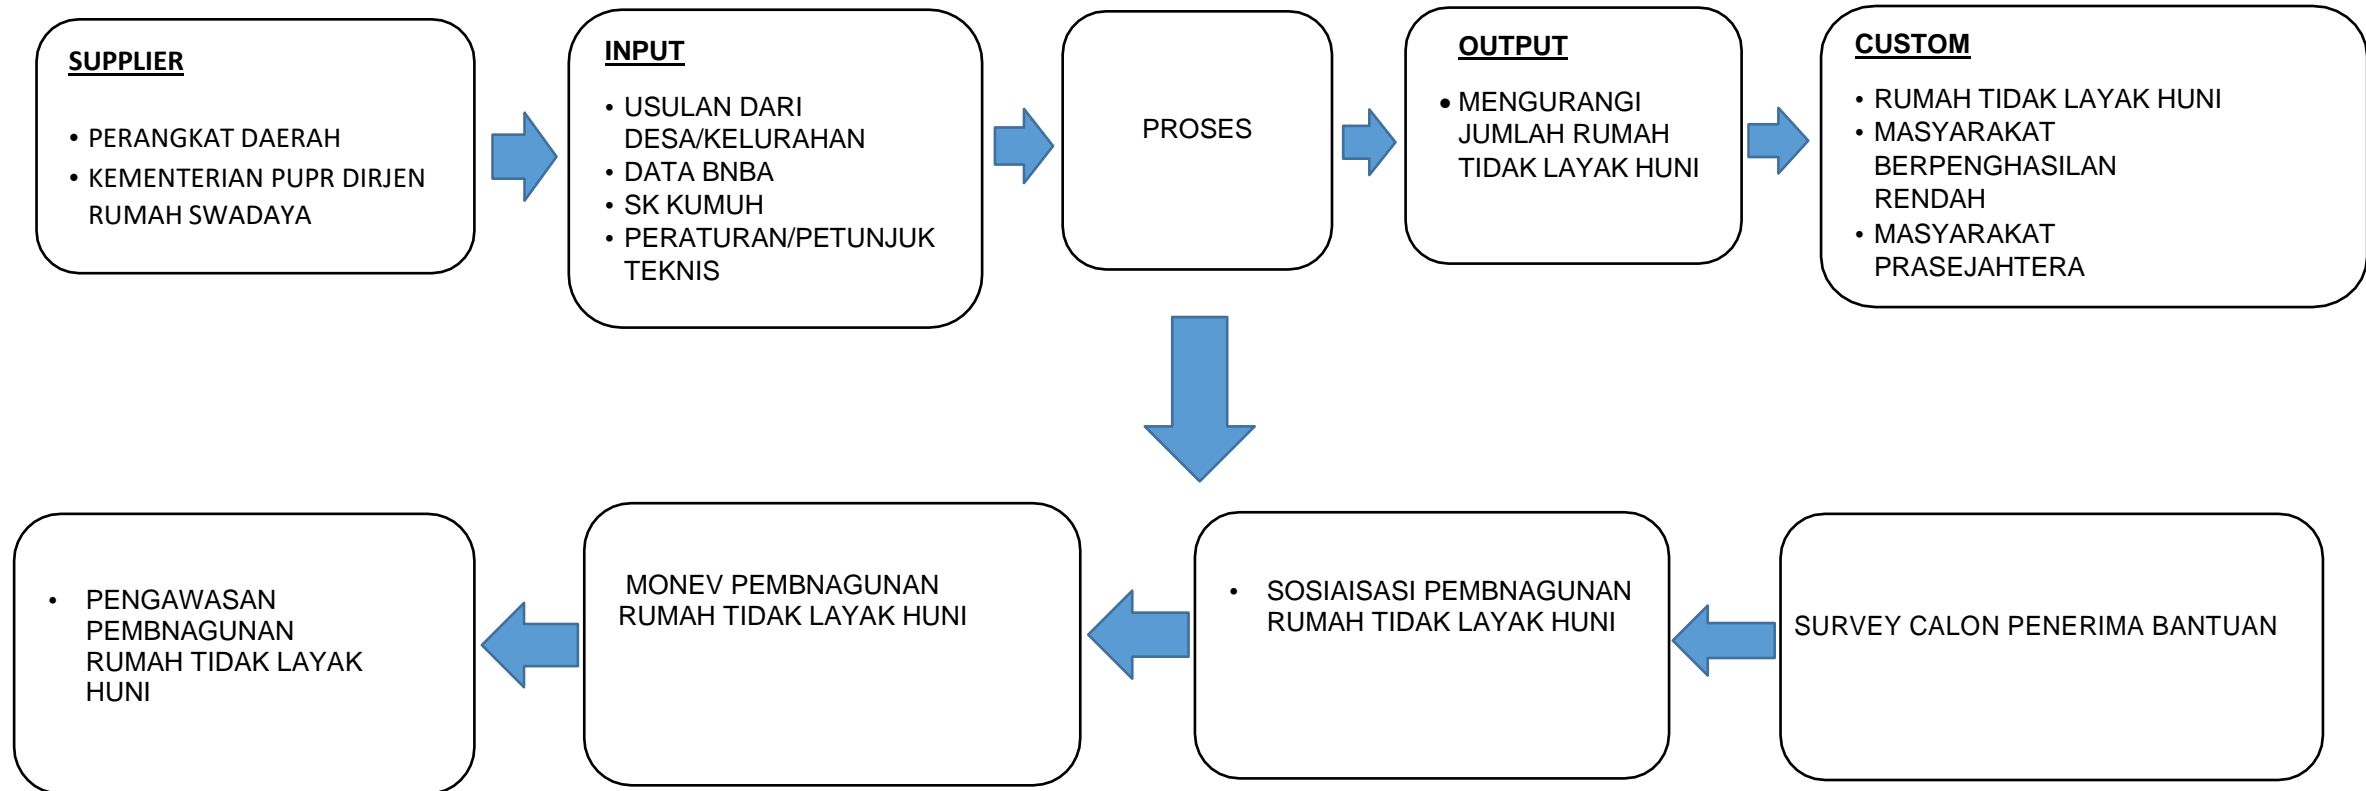 SUPPLIER
• PERANGKAT DAERAH
• KEMENTERIAN PUPR DIRJEN
RUMAH SWADAYA
INPUT
• USULAN DARI
DESA/KELURAHAN
• DATA BNBA
• SK KUMUH
• PERATURAN/PETUNJUK
TEKNIS
PROSES
OUTPUT
• MENGURANGI
JUMLAH RUMAH
TIDAK LAYAK HUNI
CUSTOM
• RUMAH TIDAK LAYAK HUNI
• MASYARAKAT
BERPENGHASILAN
RENDAH
• MASYARAKAT
PRASEJAHTERA
• PENGAWASAN
PEMBNAGUNAN
RUMAH TIDAK LAYAK
HUNI
MONEV PEMBNAGUNAN
RUMAH TIDAK LAYAK HUNI
• SOSIAISASI PEMBNAGUNAN
RUMAH TIDAK LAYAK HUNI
SURVEY CALON PENERIMA BANTUAN